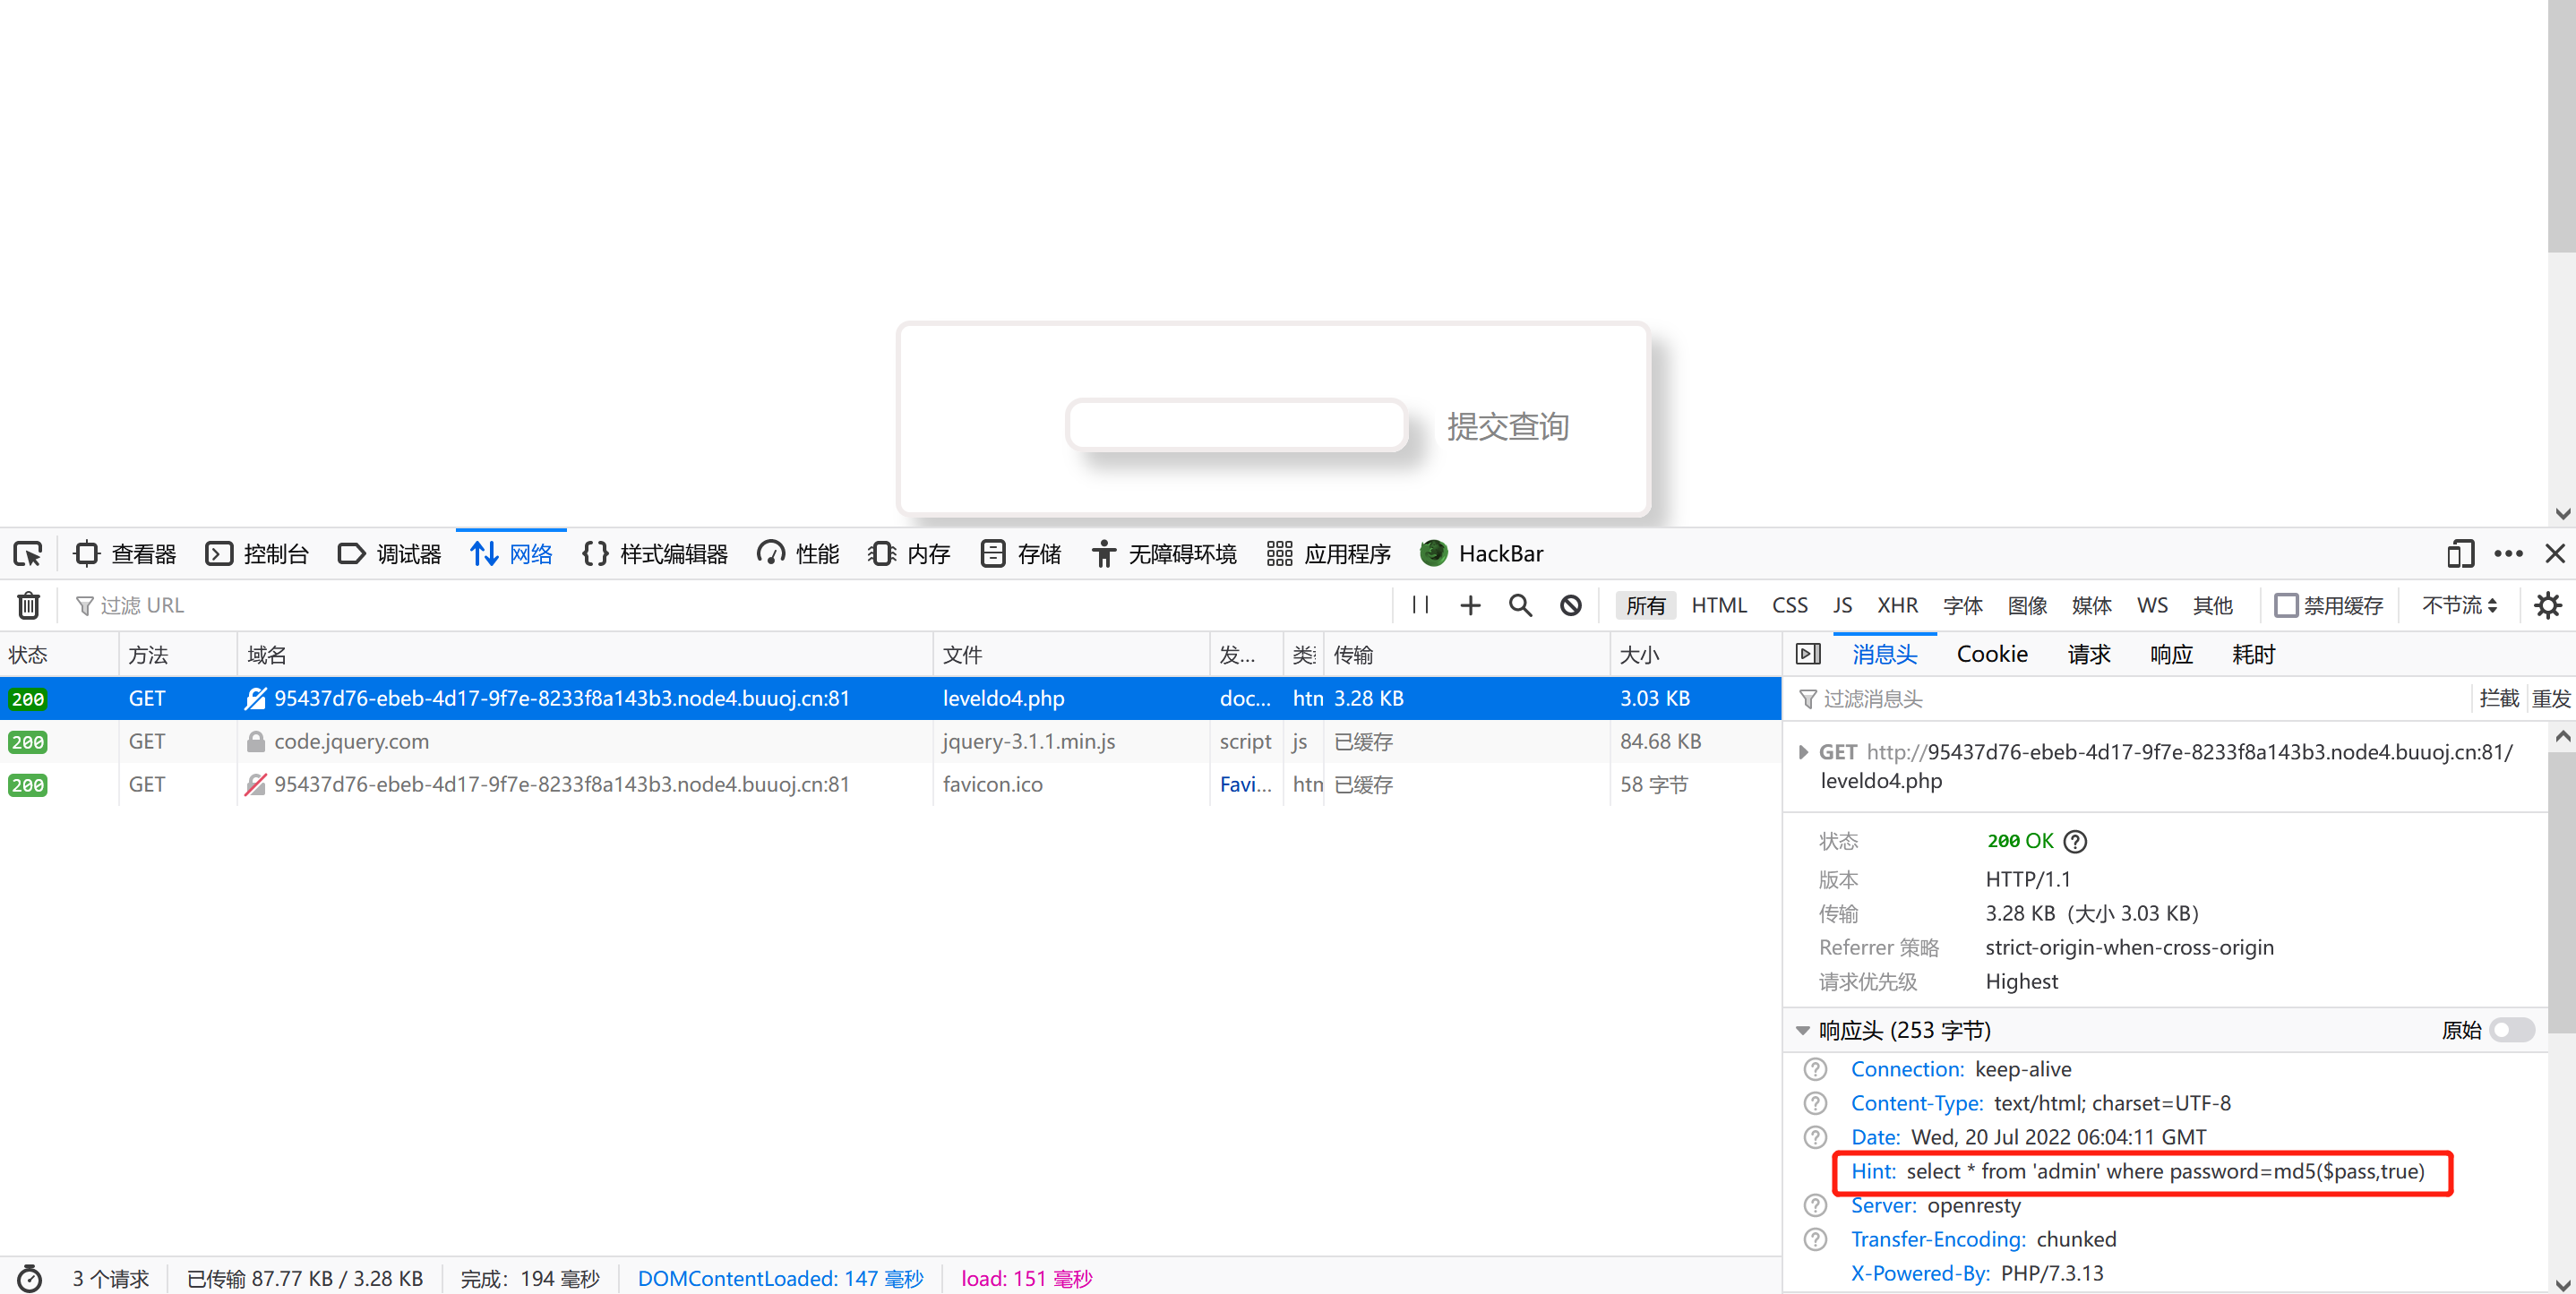 提交查询
查看器 控制台 调试器 网络 样式编辑器 性能 内存 存储 无障碍环境 应用程序 HackBar
过滤 URL 所有 HTML CSS JS XHR 字体 图像 媒体 WS 其他 禁用缓存 不节流
状态 方法 域名 文件 发... 类 传输 大小 消息头 Cookie 请求 响应 耗时
200 GET 95437d76-ebeb-4d17-9f7e-8233f8a143b3.node4.buuoj.cn:81 leveldo4.php doc... htn 3.28 KB 3.03 KB 过滤消息头 拦截 重发
200 GET code.jquery.com jquery-3.1.1.min.js script js 已缓存 84.68 KB
200 GET 95437d76-ebeb-4d17-9f7e-8233f8a143b3.node4.buuoj.cn:81 favicon.ico Favi... htn 已缓存 58 字节
GET http://95437d76-ebeb-4d17-9f7e-8233f8a143b3.node4.buuoj.cn:81/
leveldo4.php
状态 200 OK
版本 HTTP/1.1
传输 3.28 KB（大小 3.03 KB）
Referrer 策略 strict-origin-when-cross-origin
请求优先级 Highest
响应头 (253 字节) 原始
Connection: keep-alive
Content-Type: text/html; charset=UTF-8
Date: Wed, 20 Jul 2022 06:04:11 GMT
Hint: select * from 'admin' where password=md5($pass,true)
Server: openresty
Transfer-Encoding: chunked
X-Powered-By: PHP/7.3.13
3 个请求 已传输 87.77 KB / 3.28 KB 完成：194 毫秒 DOMContentLoaded: 147 毫秒 load: 151 毫秒